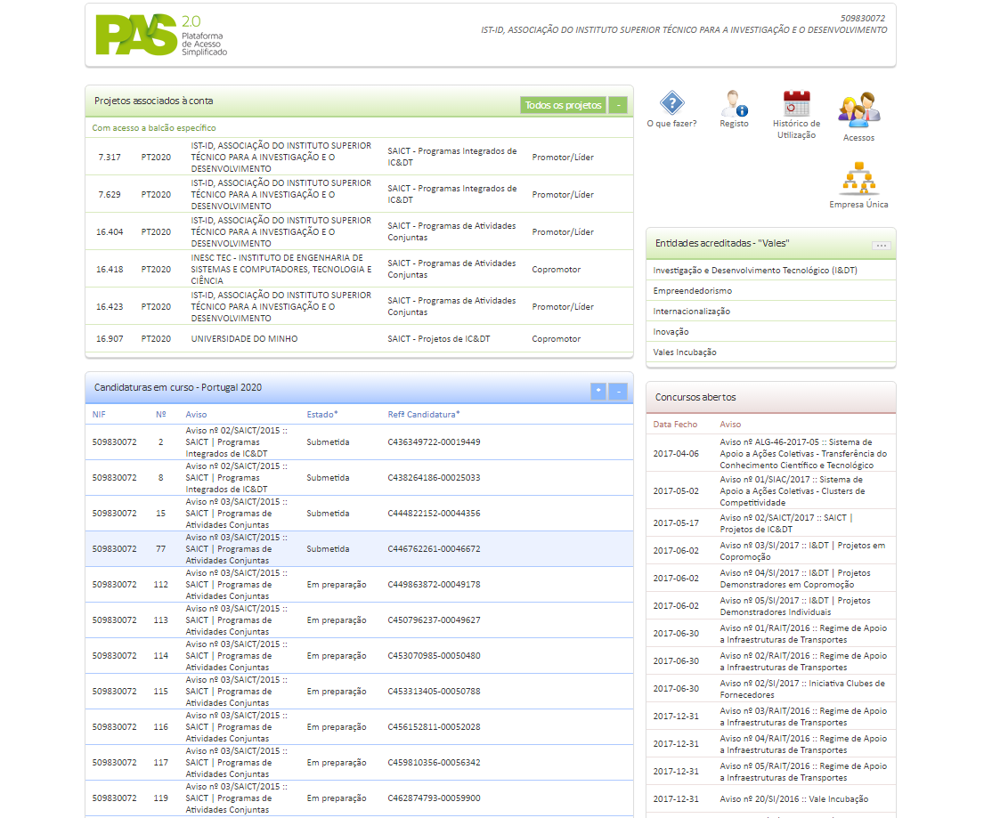 PAS 2.0
Plataforma
de Acesso
Simplificado
509830072
IST-ID, ASSOCIAÇÃO DO INSTITUTO SUPERIOR TÉCNICO PARA A INVESTIGAÇÃO E O DESENVOLVIMENTO
Projetos associados à conta
Todos os projetos
-
Com acesso a balcão específico
7.317 PT2020 IST-ID, ASSOCIAÇÃO DO INSTITUTO SUPERIOR TÉCNICO PARA A INVESTIGAÇÃO E O DESENVOLVIMENTO SAICT - Programas Integrados de IC&DT Promotor/Líder
7.629 PT2020 IST-ID, ASSOCIAÇÃO DO INSTITUTO SUPERIOR TÉCNICO PARA A INVESTIGAÇÃO E O DESENVOLVIMENTO SAICT - Programas Integrados de IC&DT Promotor/Líder
16.404 PT2020 IST-ID, ASSOCIAÇÃO DO INSTITUTO SUPERIOR TÉCNICO PARA A INVESTIGAÇÃO E O DESENVOLVIMENTO SAICT - Programas de Atividades Conjuntas Promotor/Líder
16.418 PT2020 INESC TEC - INSTITUTO DE ENGENHARIA DE SISTEMAS E COMPUTADORES, TECNOLOGIA E CIÊNCIA SAICT - Programas de Atividades Conjuntas Copromotor
16.423 PT2020 IST-ID, ASSOCIAÇÃO DO INSTITUTO SUPERIOR TÉCNICO PARA A INVESTIGAÇÃO E O DESENVOLVIMENTO SAICT - Programas de Atividades Conjuntas Promotor/Líder
16.907 PT2020 UNIVERSIDADE DO MINHO SAICT - Projetos de IC&DT Copromotor
Candidaturas em curso - Portugal 2020
* -
NIF Nº Aviso Estado* Refª Candidatura*
509830072 2 Aviso nº 02/SAICT/2015 :: SAICT | Programas Integrados de IC&DT Submetida C436349722-00019449
509830072 8 Aviso nº 02/SAICT/2015 :: SAICT | Programas Integrados de IC&DT Submetida C438264186-00025033
509830072 15 Aviso nº 03/SAICT/2015 :: SAICT | Programas de Atividades Conjuntas Submetida C444822152-00044356
509830072 77 Aviso nº 03/SAICT/2015 :: SAICT | Programas de Atividades Conjuntas Submetida C446762261-00046672
509830072 112 Aviso nº 03/SAICT/2015 :: SAICT | Programas de Atividades Conjuntas Em preparação C449863872-00049178
509830072 113 Aviso nº 03/SAICT/2015 :: SAICT | Programas de Atividades Conjuntas Em preparação C450796237-00049627
509830072 114 Aviso nº 03/SAICT/2015 :: SAICT | Programas de Atividades Conjuntas Em preparação C453070985-00050480
509830072 115 Aviso nº 03/SAICT/2015 :: SAICT | Programas de Atividades Conjuntas Em preparação C453313405-00050788
509830072 116 Aviso nº 03/SAICT/2015 :: SAICT | Programas de Atividades Conjuntas Em preparação C456152811-00052028
509830072 117 Aviso nº 03/SAICT/2015 :: SAICT | Programas de Atividades Conjuntas Em preparação C459810356-00056342
509830072 119 Aviso nº 03/SAICT/2015 :: SAICT | Programas de Atividades Conjuntas Em preparação C462874793-00059900
O que fazer?
Registo
Histórico de
Utilização
Acessos
Empresa Única
Entidades acreditadas - "Vales"
...
Investigação e Desenvolvimento Tecnológico (I&DT)
Empreendedorismo
Internacionalização
Inovação
Vales Incubação
Concursos abertos
Data Fecho Aviso
2017-04-06 Aviso nº ALG-46-2017-05 :: Sistema de Apoio a Ações Coletivas - Transferência do Conhecimento Científico e Tecnológico
2017-05-02 Aviso nº 01/SIAC/2017 :: Sistema de Apoio a Ações Coletivas - Clusters de Competitividade
2017-05-17 Aviso nº 02/SAICT/2017 :: SAICT | Projetos de IC&DT
2017-06-02 Aviso nº 03/SI/2017 :: I&DT | Projetos em Copromoção
2017-06-02 Aviso nº 04/SI/2017 :: I&DT | Projetos Demonstradores em Copromoção
2017-06-02 Aviso nº 05/SI/2017 :: I&DT | Projetos Demonstradores Individuais
2017-06-30 Aviso nº 01/RAIT/2016 :: Regime de Apoio a Infraestruturas de Transportes
2017-06-30 Aviso nº 02/RAIT/2016 :: Regime de Apoio a Infraestruturas de Transportes
2017-06-30 Aviso nº 02/SI/2017 :: Iniciativa Clubes de Fornecedores
2017-12-31 Aviso nº 03/RAIT/2016 :: Regime de Apoio a Infraestruturas de Transportes
2017-12-31 Aviso nº 04/RAIT/2016 :: Regime de Apoio a Infraestruturas de Transportes
2017-12-31 Aviso nº 05/RAIT/2016 :: Regime de Apoio a Infraestruturas de Transportes
2017-12-31 Aviso nº 20/SI/2016 :: Vale Incubação